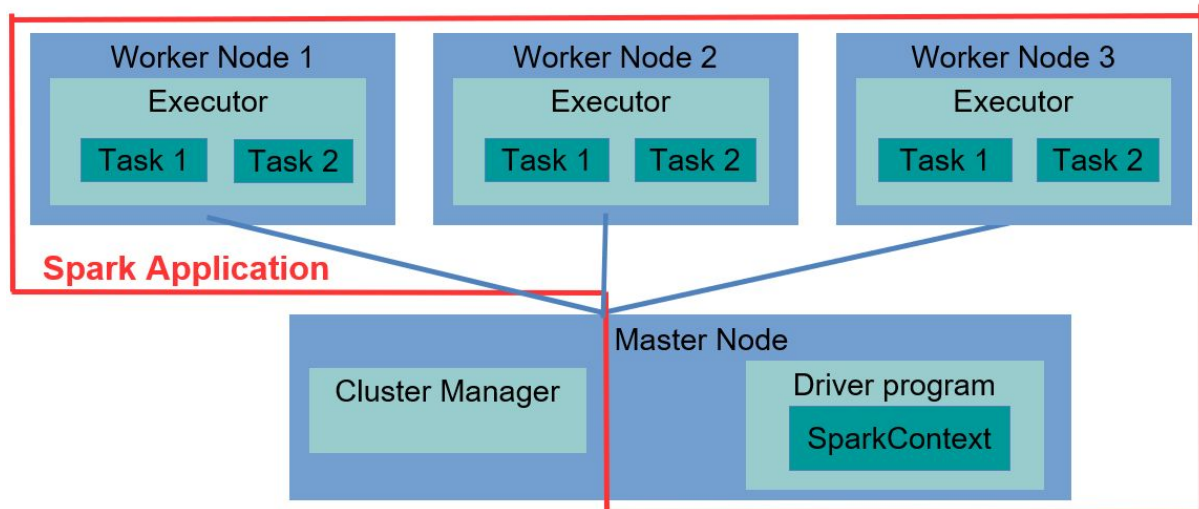 Worker Node 1
Executor
Task 1 Task 2
Worker Node 2
Executor
Task 1 Task 2
Worker Node 3
Executor
Task 1 Task 2
Spark Application
Master Node
Cluster Manager
Driver program
SparkContext